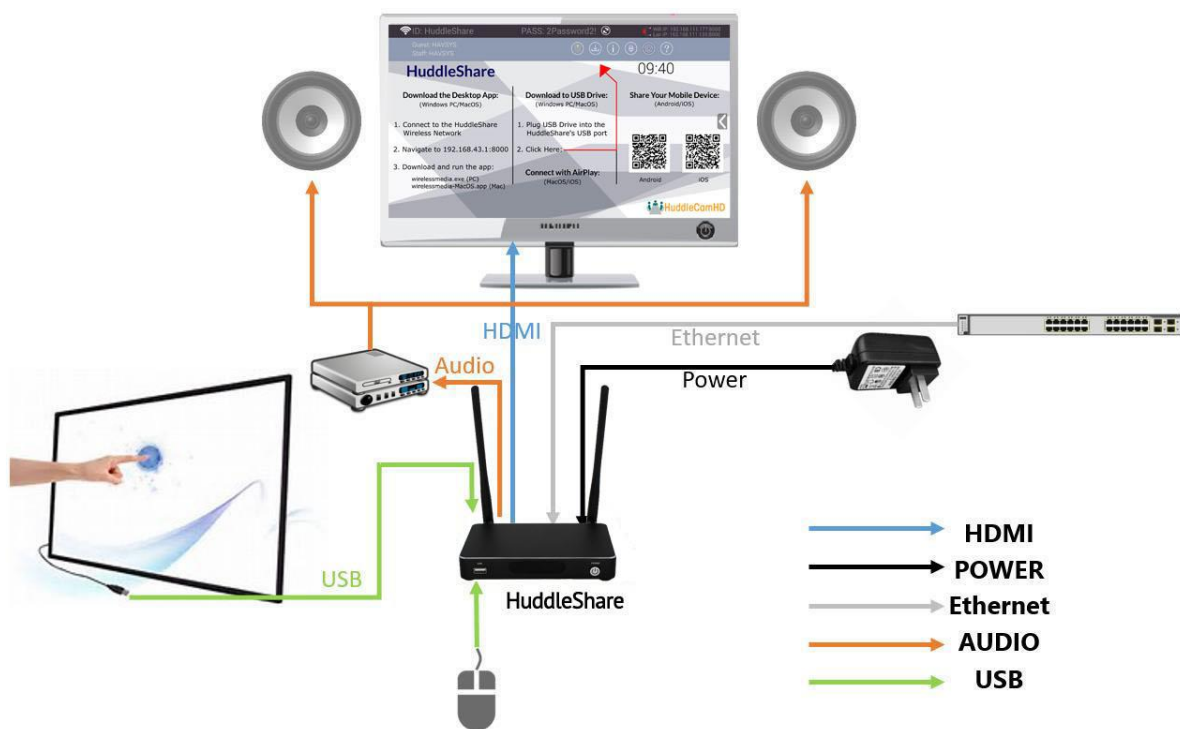 ID: HuddleShare
PASS: 2Password2!
Guest: HAVSYS
Staff: HAVSYS
HuddleShare
09:40
Download the Desktop App:
(Windows PC/MacOS)
1. Connect to the HuddleShare
Wireless Network
2. Navigate to 192.168.43.1:8000
3. Download and run the app:
wirelessmedia.exe (PC)
wirelessmedia-MacOS.app (Mac)
Download to USB Drive:
(Windows PC/MacOS)
1. Plug USB Drive into the
HuddleShare's USB port
2. Click Here:
Connect with AirPlay:
(MacOS/iOS)
Share Your Mobile Device:
(Android/iOS)
Android
iOS
HuddleCamHD
HDMI
Ethernet
Audio
Power
USB
HuddleShare
HDMI
POWER
Ethernet
AUDIO
USB